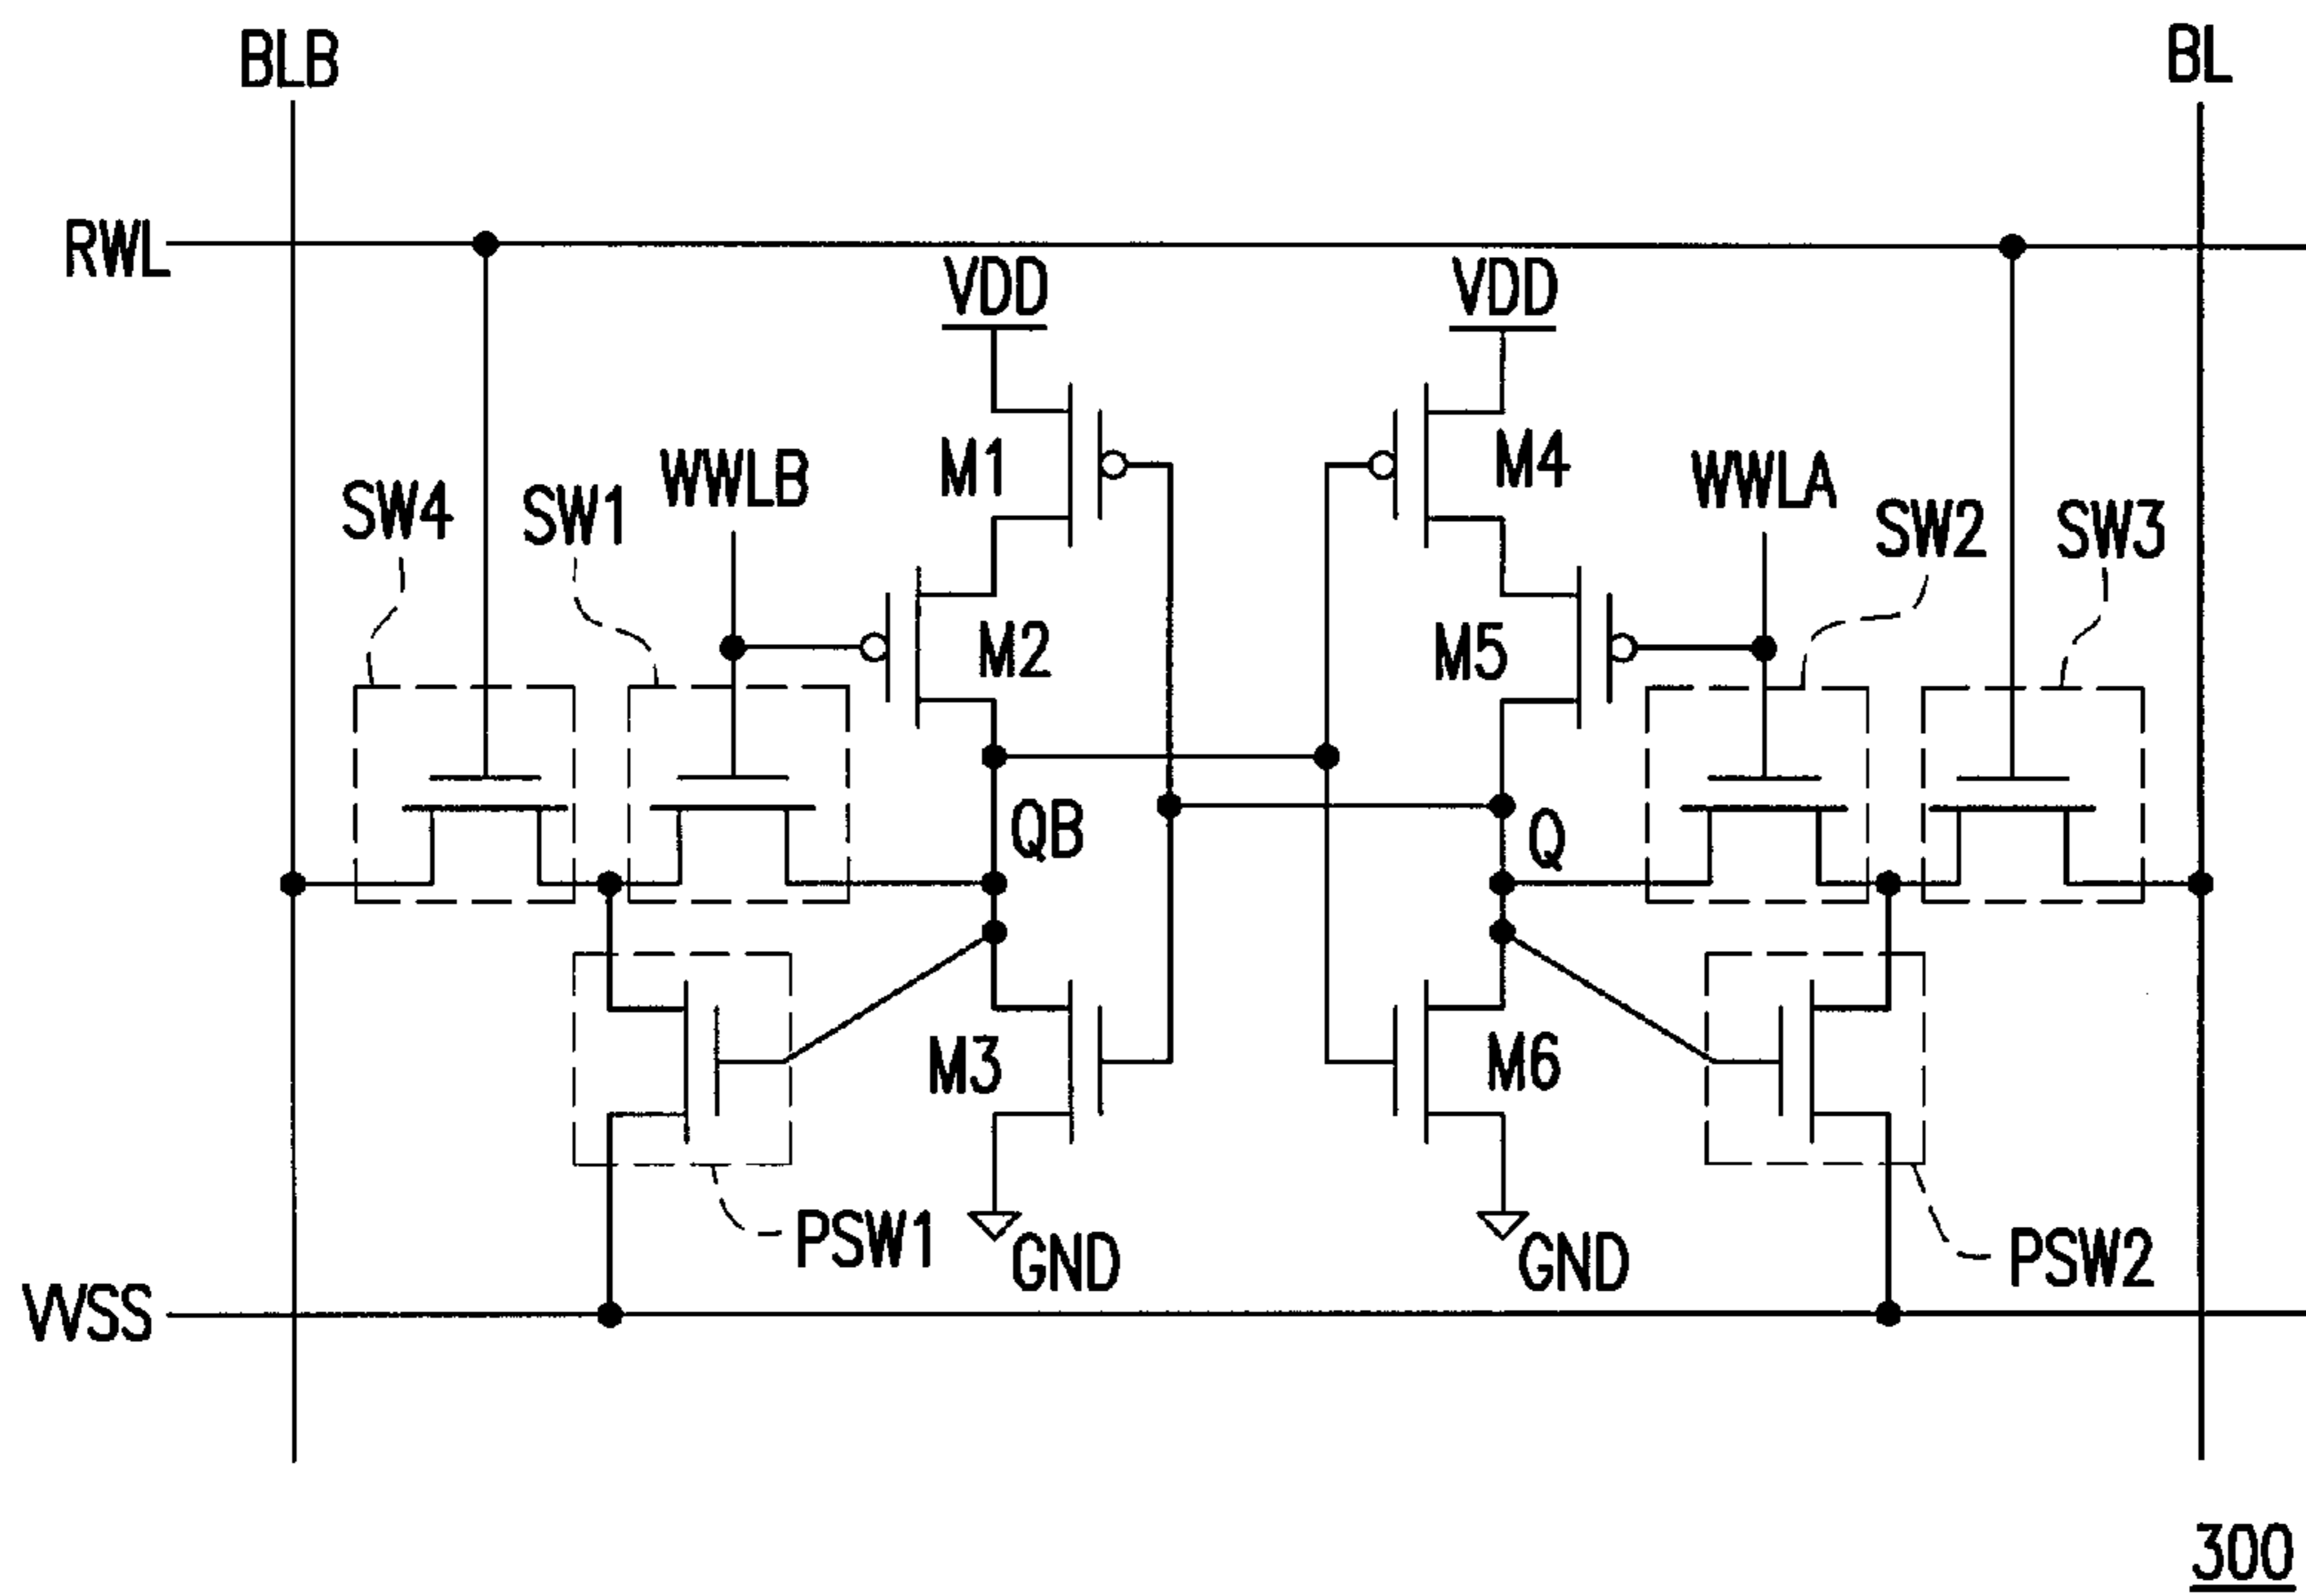 BLB
BL
RWL
VDD
VDD
M1
M4
WWLB
WWLA
SW4
SW1
SW2
SW3
M2
M5
QB
Q
M3
M6
PSW1
GND
GND
PSW2
VVSS
300